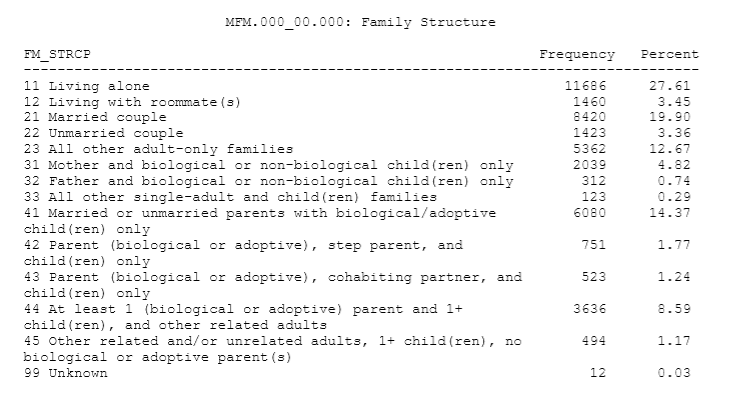 MFM.000_00.000: Family Structure
FM_STRCP Frequency Percent
--------------------------------------------------------------------------------
11 Living alone 11686 27.61
12 Living with roommate(s) 1460 3.45
21 Married couple 8420 19.90
22 Unmarried couple 1423 3.36
23 All other adult-only families 5362 12.67
31 Mother and biological or non-biological child(ren) only 2039 4.82
32 Father and biological or non-biological child(ren) only 312 0.74
33 All other single-adult and child(ren) families 123 0.29
41 Married or unmarried parents with biological/adoptive 6080 14.37
child(ren) only
42 Parent (biological or adoptive), step parent, and 751 1.77
child(ren) only
43 Parent (biological or adoptive), cohabiting partner, and 523 1.24
child(ren) only
44 At least 1 (biological or adoptive) parent and 1+ 3636 8.59
child(ren), and other related adults
45 Other related and/or unrelated adults, 1+ child(ren), no 494 1.17
biological or adoptive parent(s)
99 Unknown 12 0.03